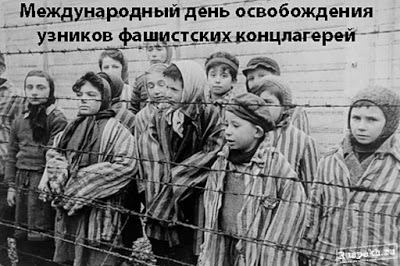 Международный день освобождения
узников фашистских концлагерей